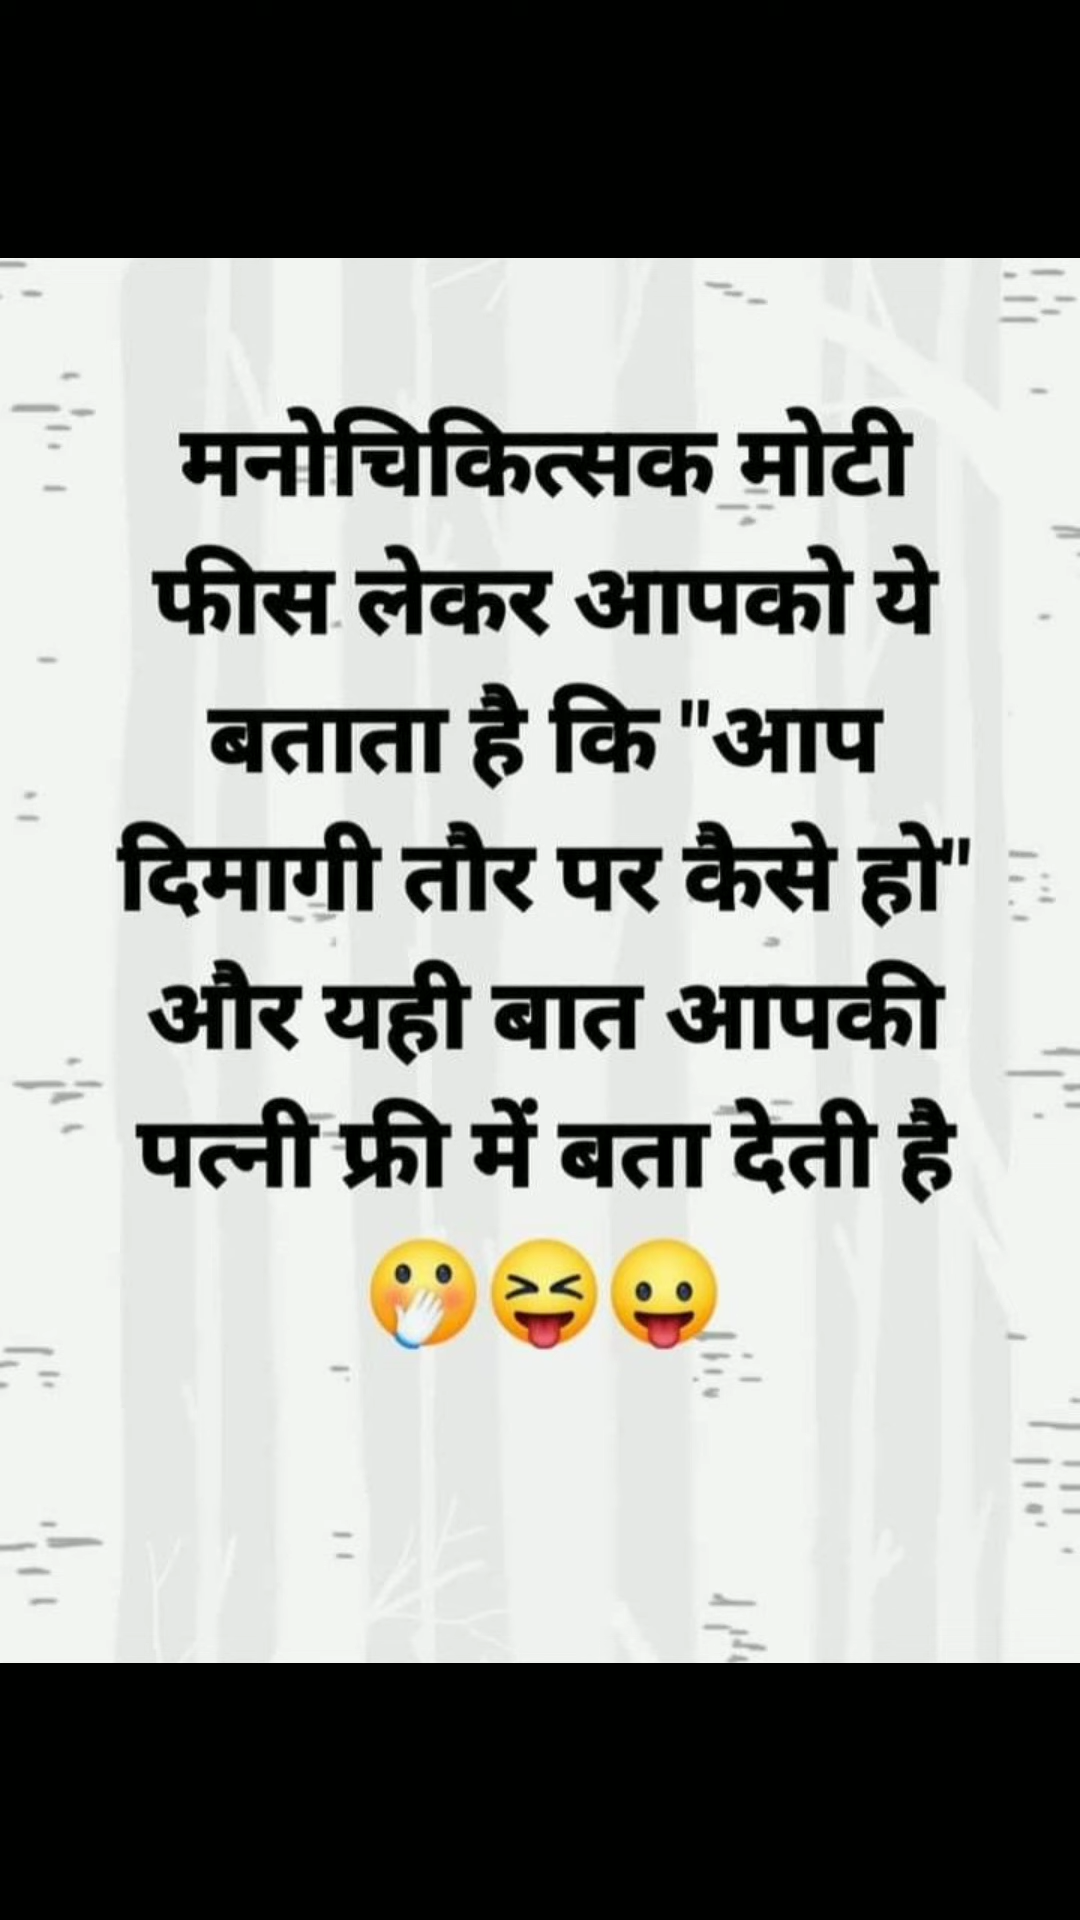 मनोचिकित्सक मोटी
फीस लेकर आपको ये
बताता है कि "आप
दिमागी तौर पर कैसे हो"
और यही बात आपकी
पत्नी फ्री में बता देती है
🫢😝😛